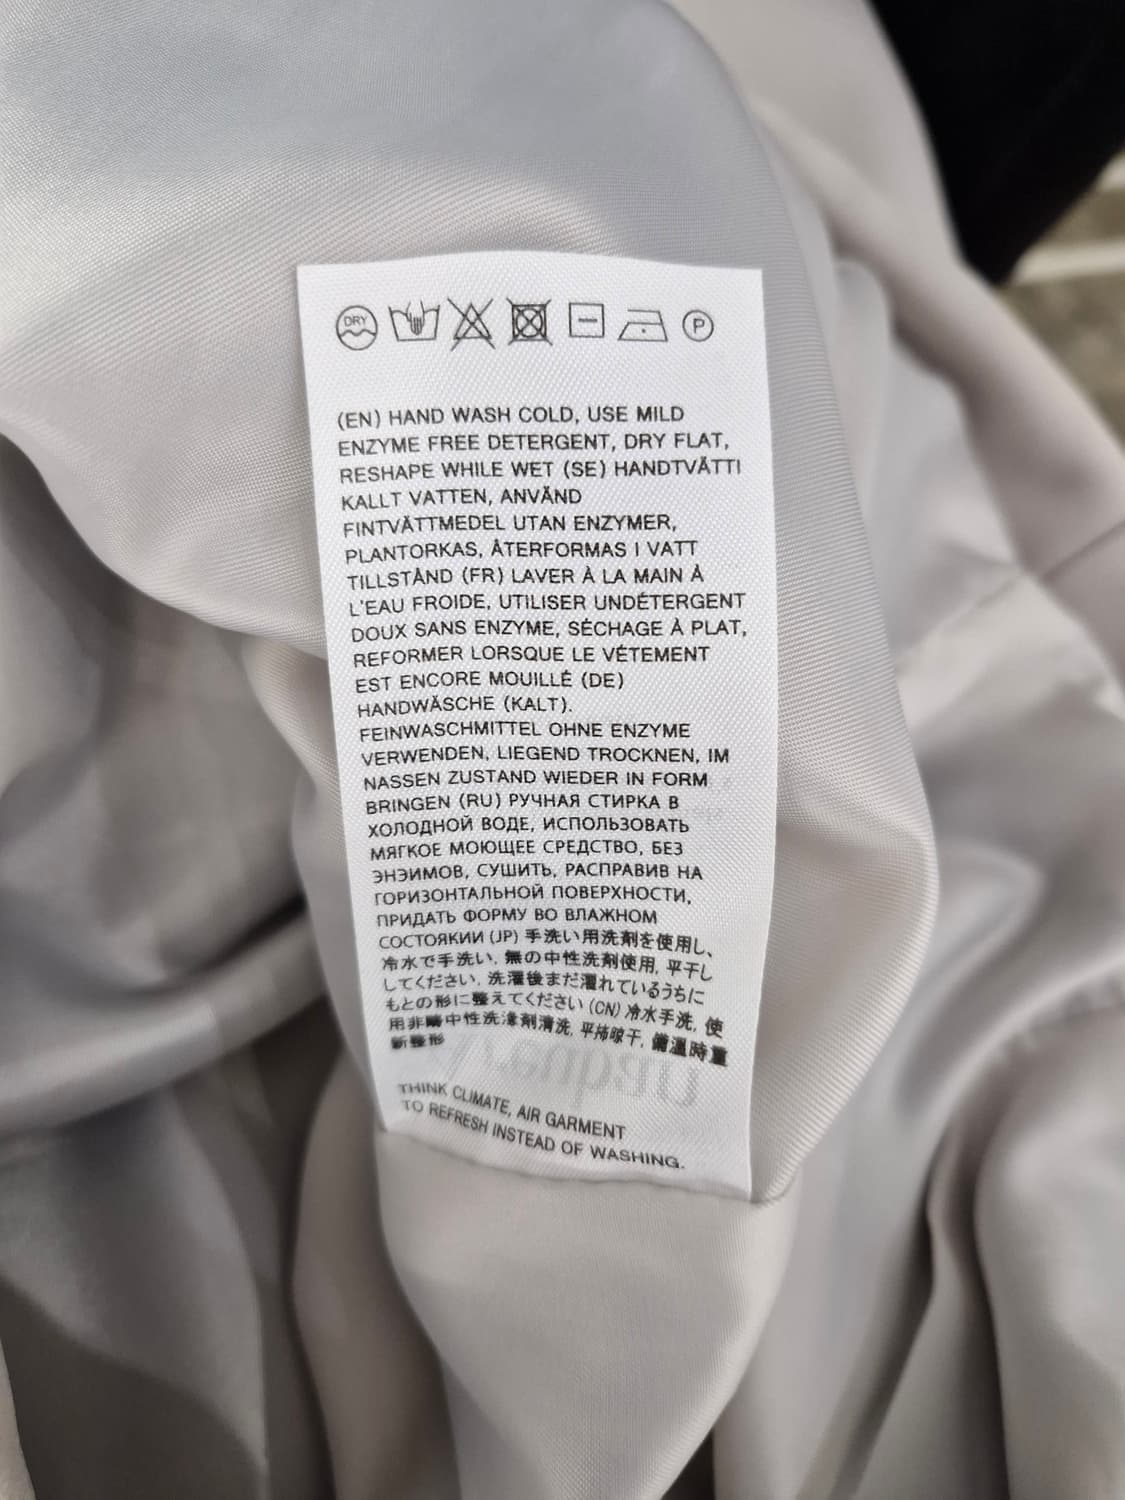 DRY
P
(EN) HAND WASH COLD, USE MILD
ENZYME FREE DETERGENT, DRY FLAT,
RESHAPE WHILE WET (SE) HANDTVÄTTI
KALLT VATTEN, ANVÄND
FINTVÄTTMEDEL UTAN ENZYMER,
PLANTORKAS, ÅTERFORMAS I VATT
TILLSTÅND (FR) LAVER À LA MAIN À
L'EAU FROIDE, UTILISER UNDÉTERGENT
DOUX SANS ENZYME, SÉCHAGE À PLAT,
REFORMER LORSQUE LE VÉTEMENT
EST ENCORE MOUILLÉ (DE)
HANDWÄSCHE (KALT).
FEINWASCHMITTEL OHNE ENZYME
VERWENDEN, LIEGEND TROCKNEN, IM
NASSEN ZUSTAND WIEDER IN FORM
BRINGEN (RU) РУЧНАЯ СТИРКА В
ХОЛОДНОЙ ВОДЕ, ИСПОЛЬЗОВАТЬ
МЯГКОЕ МОЮЩЕЕ СРЕДСТВО, БЕЗ
ЭНЭИМОВ, СУШИТЬ, РАСПРАВИВ НА
ГОРИЗОНТАЛЬНОЙ ПОВЕРХНОСТИ,
ПРИДАТЬ ФОРМУ ВО ВЛАЖНОМ
СОСТОЯКИИ (JP) 手洗い用洗剤を使用し、
冷水で手洗い, 無の中性洗剤使用, 平干し
してください, 洗濯後まだ濡れているうちに
もとの形に整えてください (CN) 冷水手洗, 使
用非 中性洗 剤清洗, 平 晾干, 時重
新整形
THINK CLIMATE, AIR GARMENT
TO REFRESH INSTEAD OF WASHING.